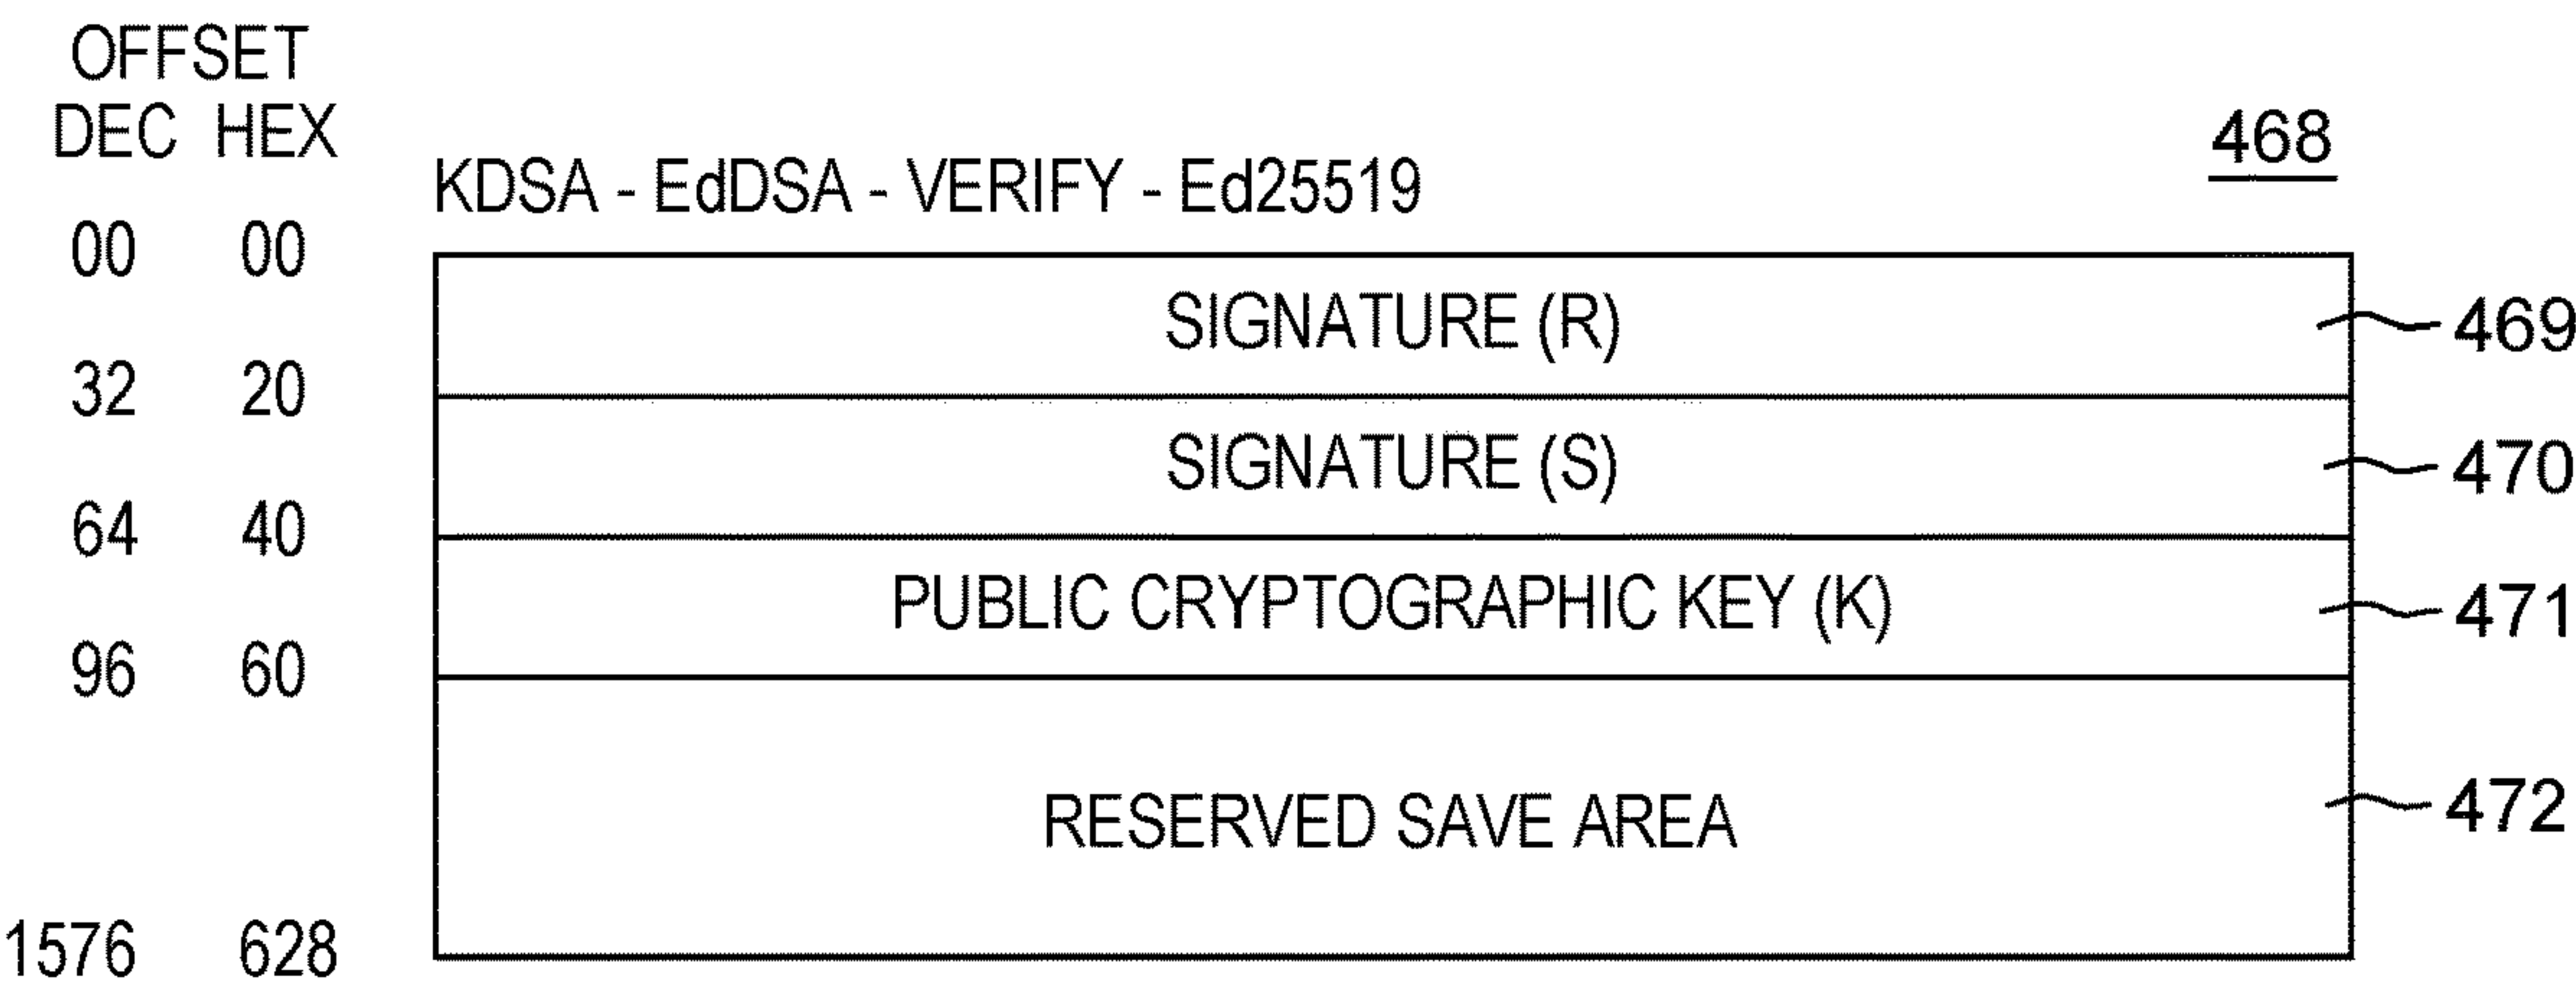 OFFSET
DEC HEX
468
KDSA - EdDSA - VERIFY - Ed25519
00 00
SIGNATURE (R)
469
32 20
SIGNATURE (S)
470
64 40
PUBLIC CRYPTOGRAPHIC KEY (K)
471
96 60
RESERVED SAVE AREA
472
1576 628